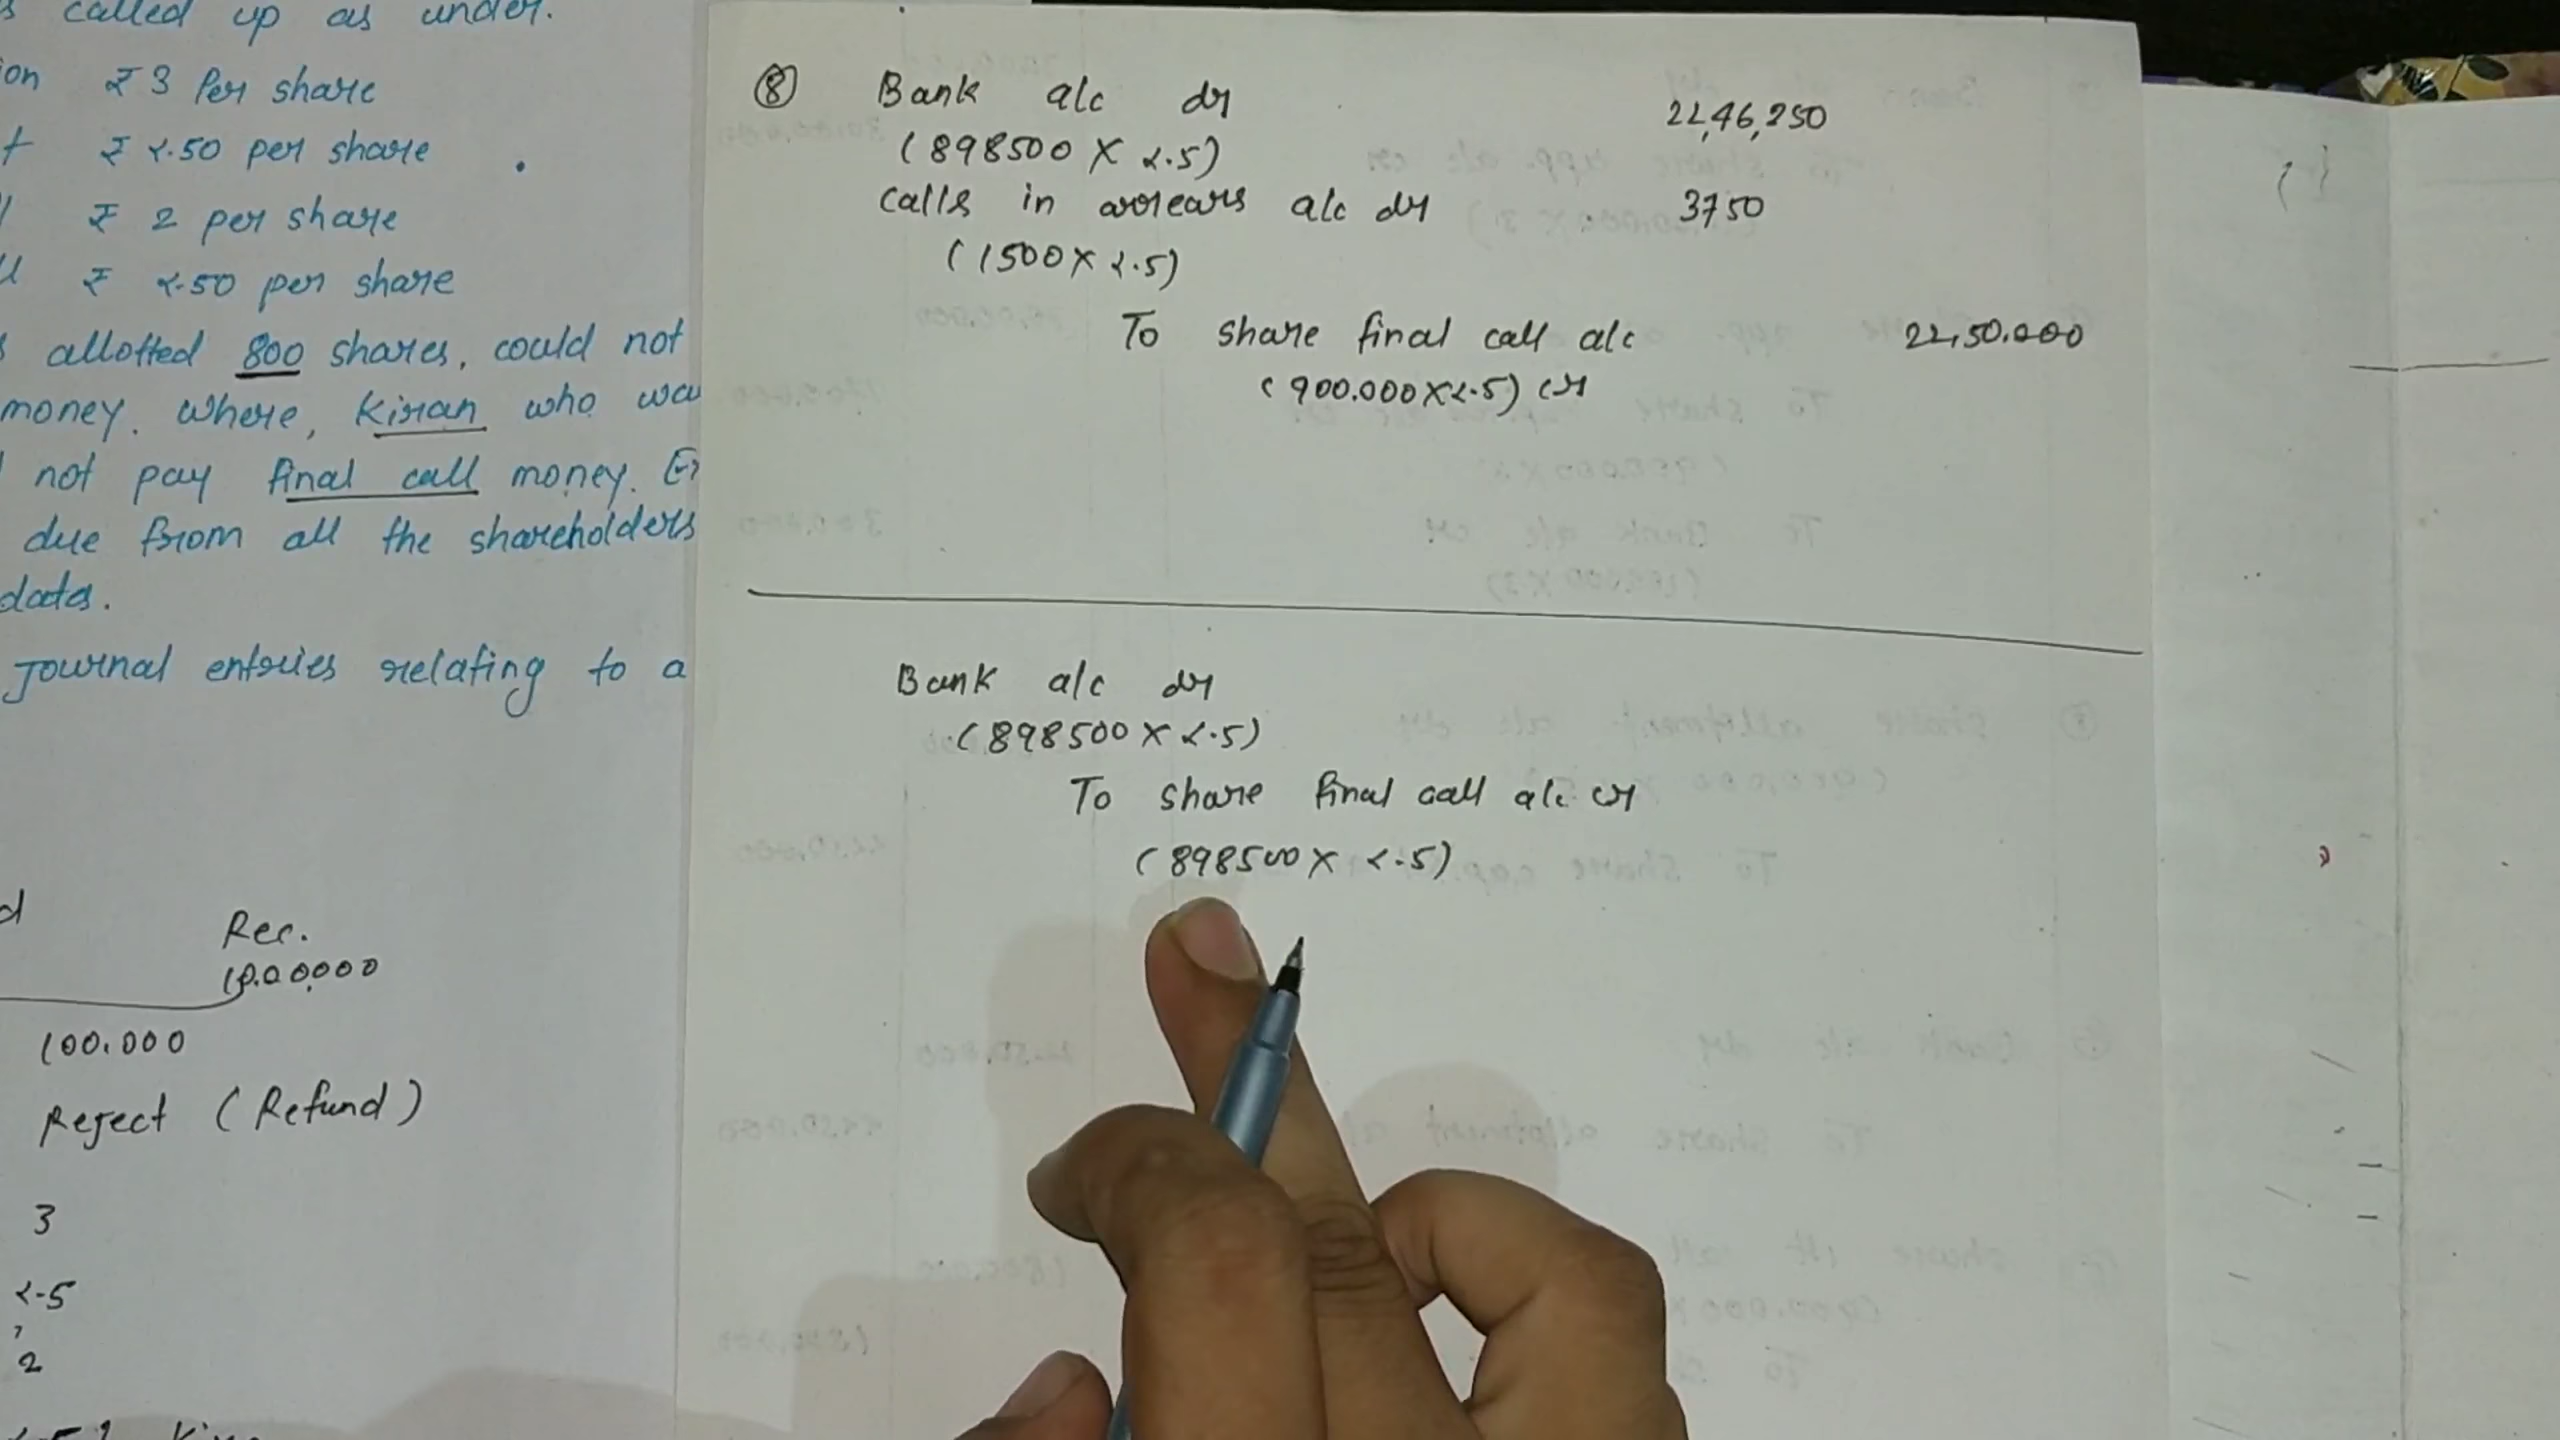 called up as under.
₹ 3 Per share
₹ 2.50 per share
₹ 2 per share
₹ 2.50 per share
allotted 800 shares, could not
money. Where, Kiran who
not pay final call money.
due from all the shareholders
dates.
Journal entries relating to a
Rec.
10.00.000
100.000
Reject (Refund)
3
2.5
2
⑧ Bank a/c dr 22,46,250
(898500 X 2.5)
Calls in arrears a/c dr 3750
(1500 X 2.5)
To share final call a/c 22,50.000
(900.000 X 2.5) cr
Bank a/c dr
(898500 X 2.5)
To share final call a/c cr
(898500 X 2.5)